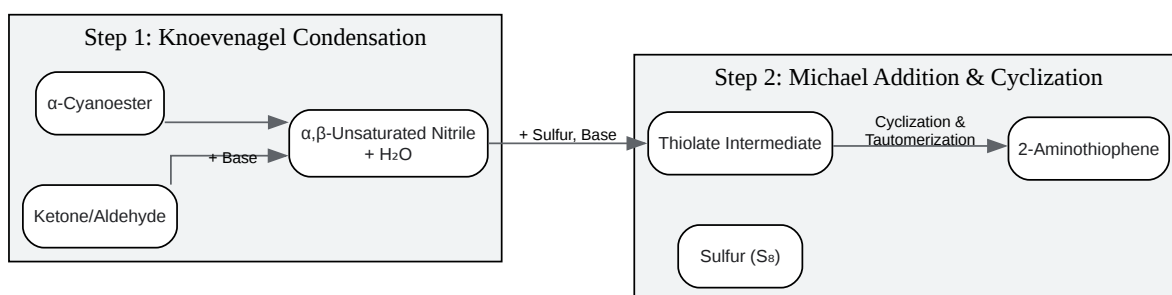 Step 1: Knoevenagel Condensation
α-Cyanoester
+ Base
Ketone/Aldehyde
α,β-Unsaturated Nitrile
+ H₂O
+ Sulfur, Base
Step 2: Michael Addition & Cyclization
Thiolate Intermediate
Cyclization &
Tautomerization
2-Aminothiophene
Sulfur (S₈)